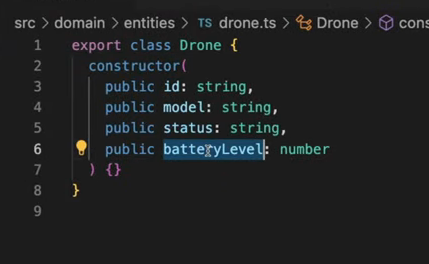 src > domain > entities > TS drone.ts > Drone > cons
1 export class Drone {
2 constructor(
3 public id: string,
4 public model: string,
5 public status: string,
6 public batteryLevel: number
7 ) {}
8 }
9